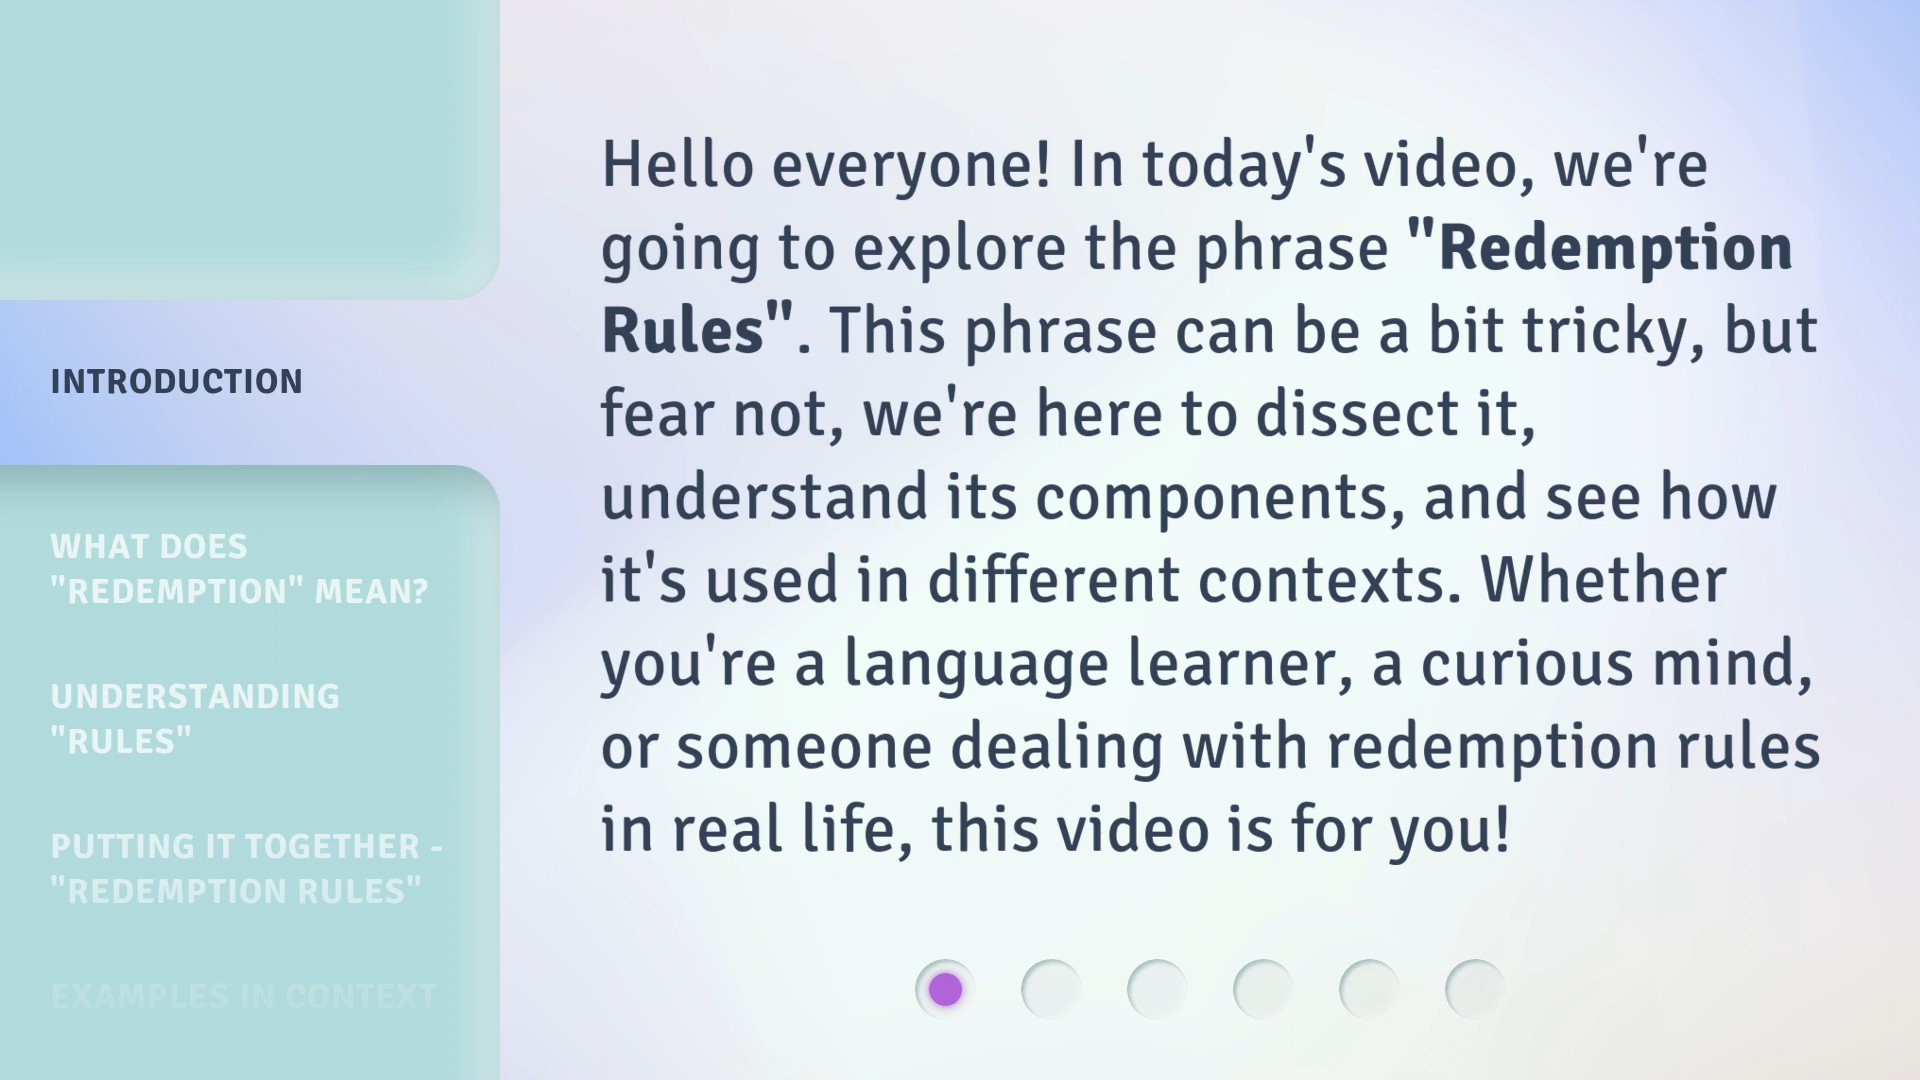 INTRODUCTION
WHAT DOES
"REDEMPTION" MEAN?
UNDERSTANDING
"RULES"
PUTTING IT TOGETHER -
"REDEMPTION RULES"
EXAMPLES IN CONTEXT
Hello everyone! In today's video, we're
going to explore the phrase "Redemption
Rules". This phrase can be a bit tricky, but
fear not, we're here to dissect it,
understand its components, and see how
it's used in different contexts. Whether
you're a language learner, a curious mind,
or someone dealing with redemption rules
in real life, this video is for you!